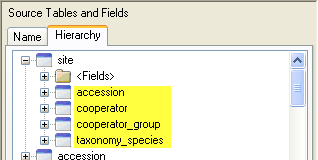 Source Tables and Fields
Name Hierarchy
site
<Fields>
accession
cooperator
cooperator_group
taxonomy_species
accession